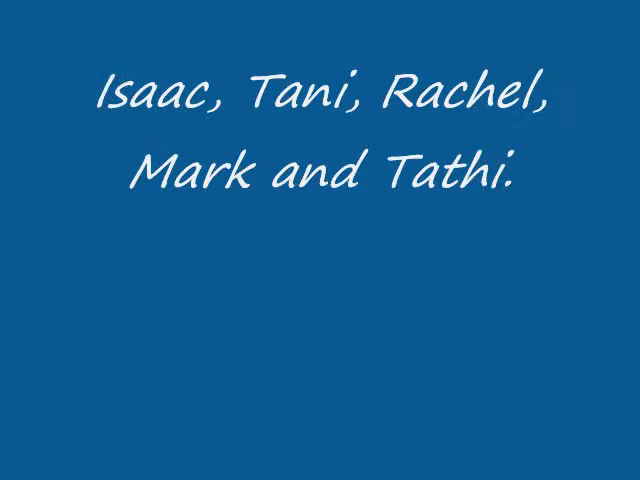 Isaac, Tani, Rachel,
Mark and Tathi.